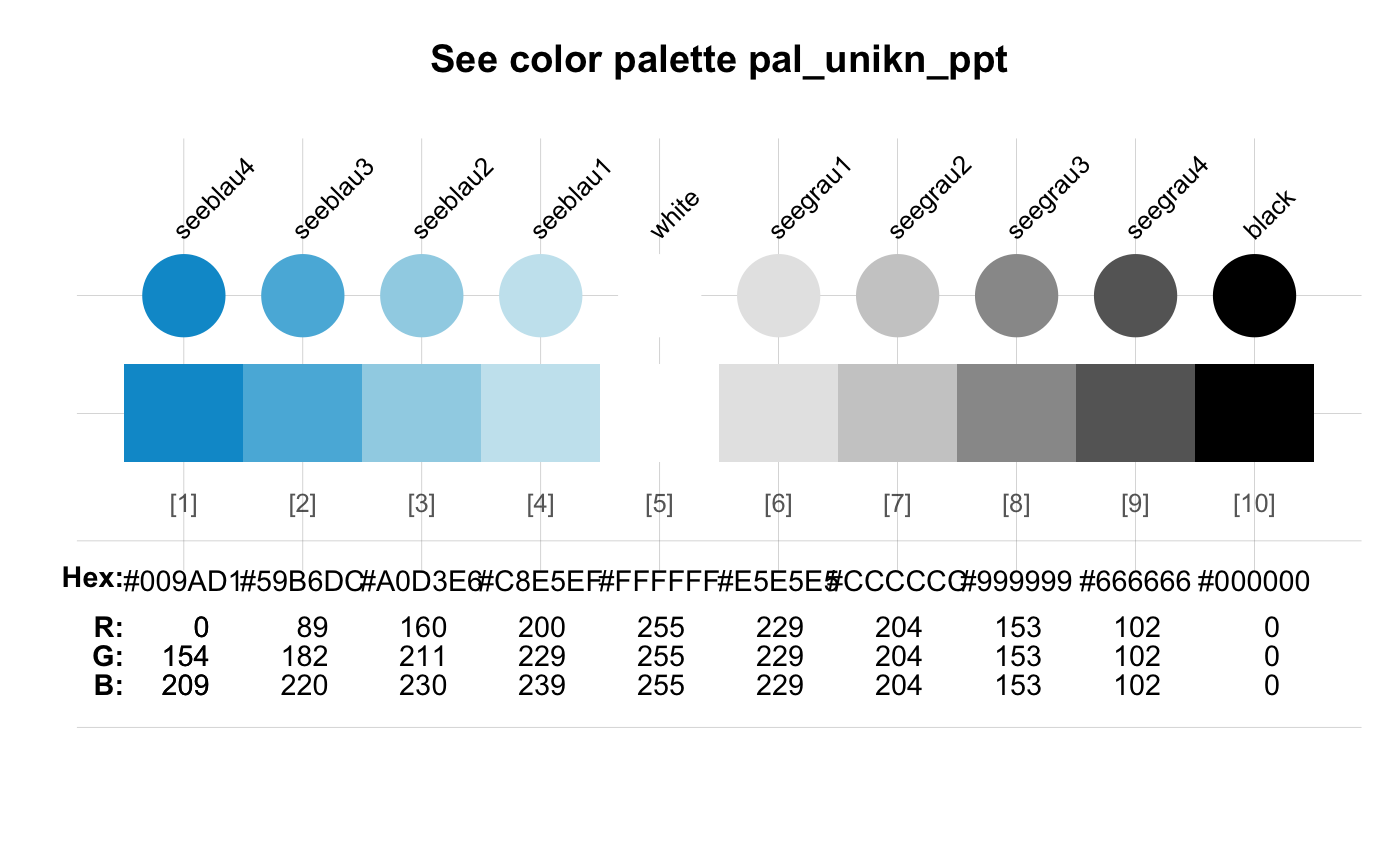 See color palette pal_unikn_ppt
seeblau4 seeblau3 seeblau2 seeblau1 white seegrau1 seegrau2 seegrau3 seegrau4 black
[1] [2] [3] [4] [5] [6] [7] [8] [9] [10]
Hex: #009AD1 #59B6DC #A0D3E6 #C8E5EF #FFFFFF #E5E5E5 #CCCCCC #999999 #666666 #000000
R: 0 89 160 200 255 229 204 153 102 0
G: 154 182 211 229 255 229 204 153 102 0
B: 209 220 230 239 255 229 204 153 102 0